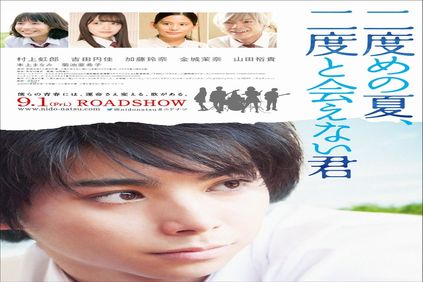 二度めの夏、
二度と会えない君
村上虹郎 吉田円佳 加藤玲奈 金城茉奈 山田裕貴
本上まなみ 菊池亜希子
僕らの青春には、運命さえ変える、歌がある。
9.1(Fri) ROADSHOW
www.nido-natsu.com @nidonatsu